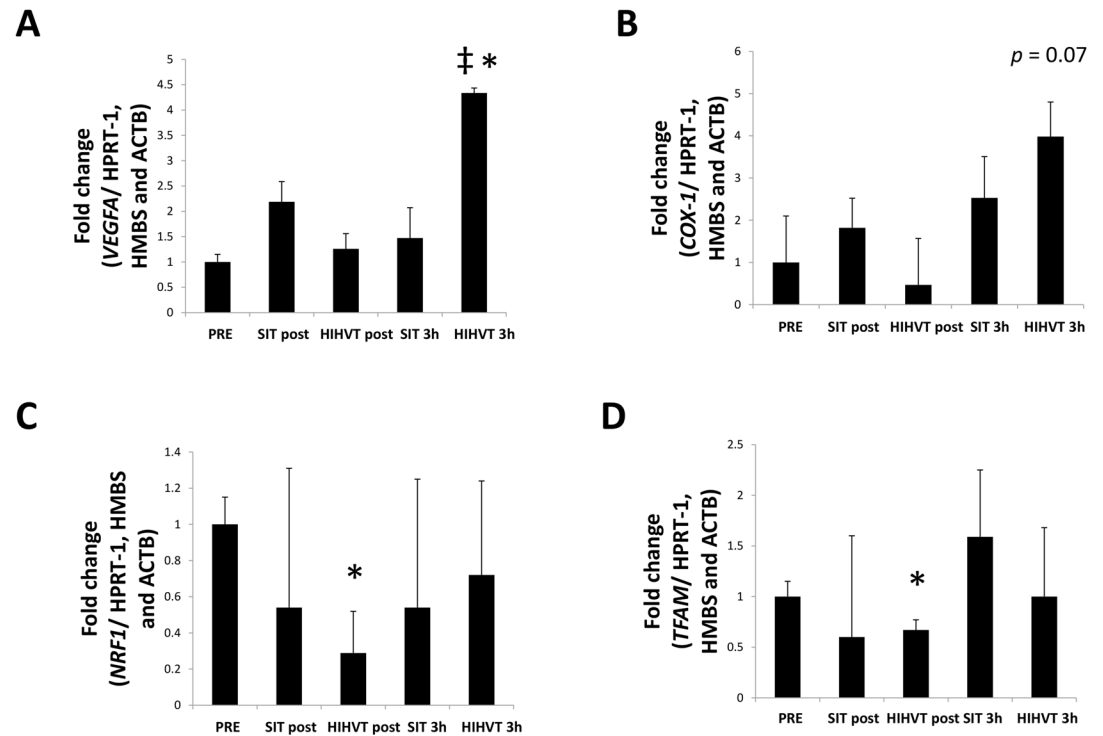 A
Fold change
(VEGFA/ HPRT-1,
HMBS and ACTB)
5
4.5
4
3.5
3
2.5
2
1.5
1
0.5
0
‡ *
PRE
SIT post
HIHVT post
SIT 3h
HIHVT 3h
B
Fold change
(COX-1/ HPRT-1,
HMBS and ACTB)
6
5
4
3
2
1
0
p = 0.07
PRE
SIT post
HIHVT post
SIT 3h
HIHVT 3h
C
Fold change
(NRF1/ HPRT-1, HMBS
and ACTB)
1.4
1.2
1
0.8
0.6
0.4
0.2
0
*
PRE
SIT post
HIHVT post
SIT 3h
HIHVT 3h
D
Fold change
(TFAM/ HPRT-1,
HMBS and ACTB)
2.5
2
1.5
1
0.5
0
*
PRE
SIT post
HIHVT post
SIT 3h
HIHVT 3h